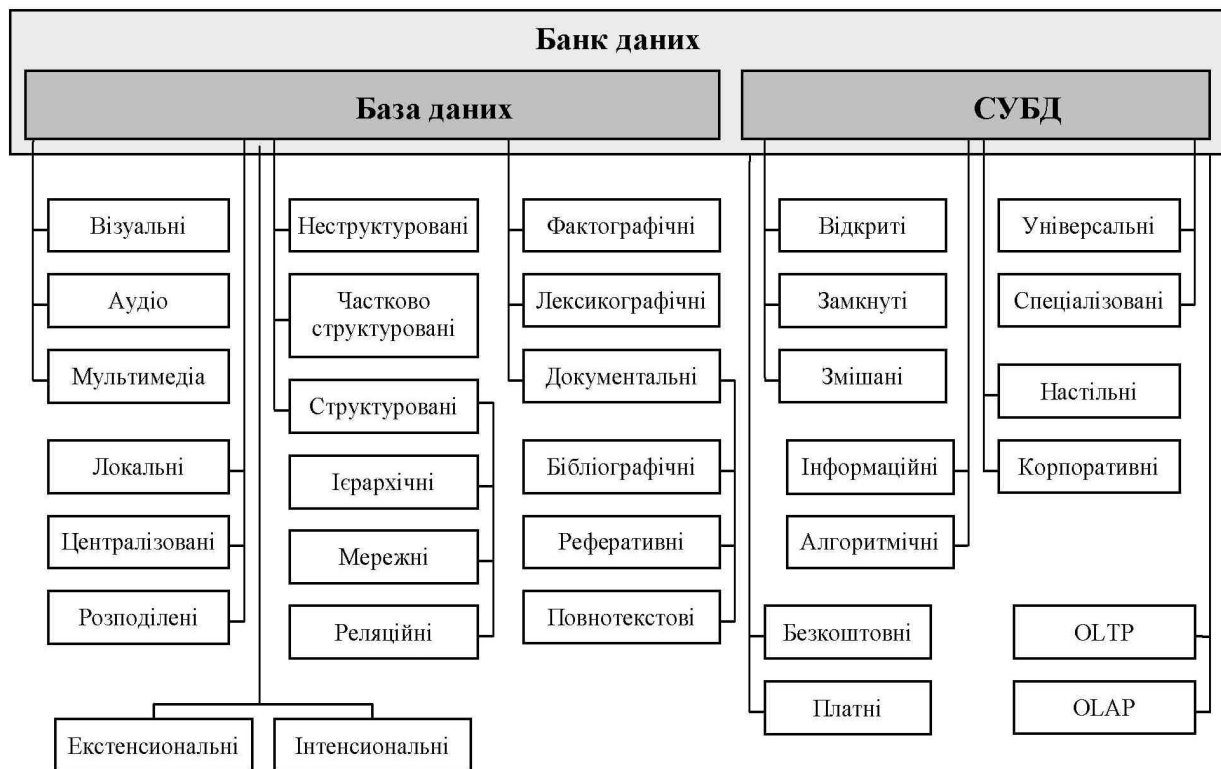 Банк даних
База даних
СУБД
Візуальні
Аудіо
Мультимедіа
Локальні
Централізовані
Розподілені
Екстенсиональні
Інтенсиональні
Неструктуровані
Частково
структуровані
Структуровані
Ієрархічні
Мережні
Реляційні
Фактографічні
Лексикографічні
Документальні
Бібліографічні
Реферативні
Повнотекстові
Відкриті
Замкнуті
Змішані
Інформаційні
Алгоритмічні
Безкоштовні
Платні
Універсальні
Спеціалізовані
Настільні
Корпоративні
OLTP
OLAP